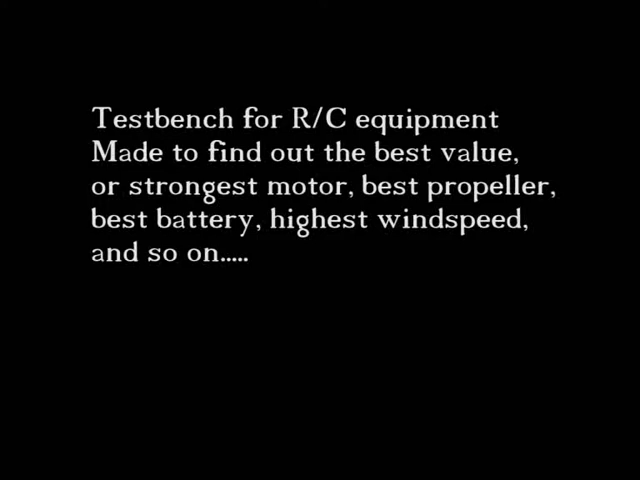 Testbench for R/C equipment
Made to find out the best value,
or strongest motor, best propeller,
best battery, highest windspeed,
and so on.....